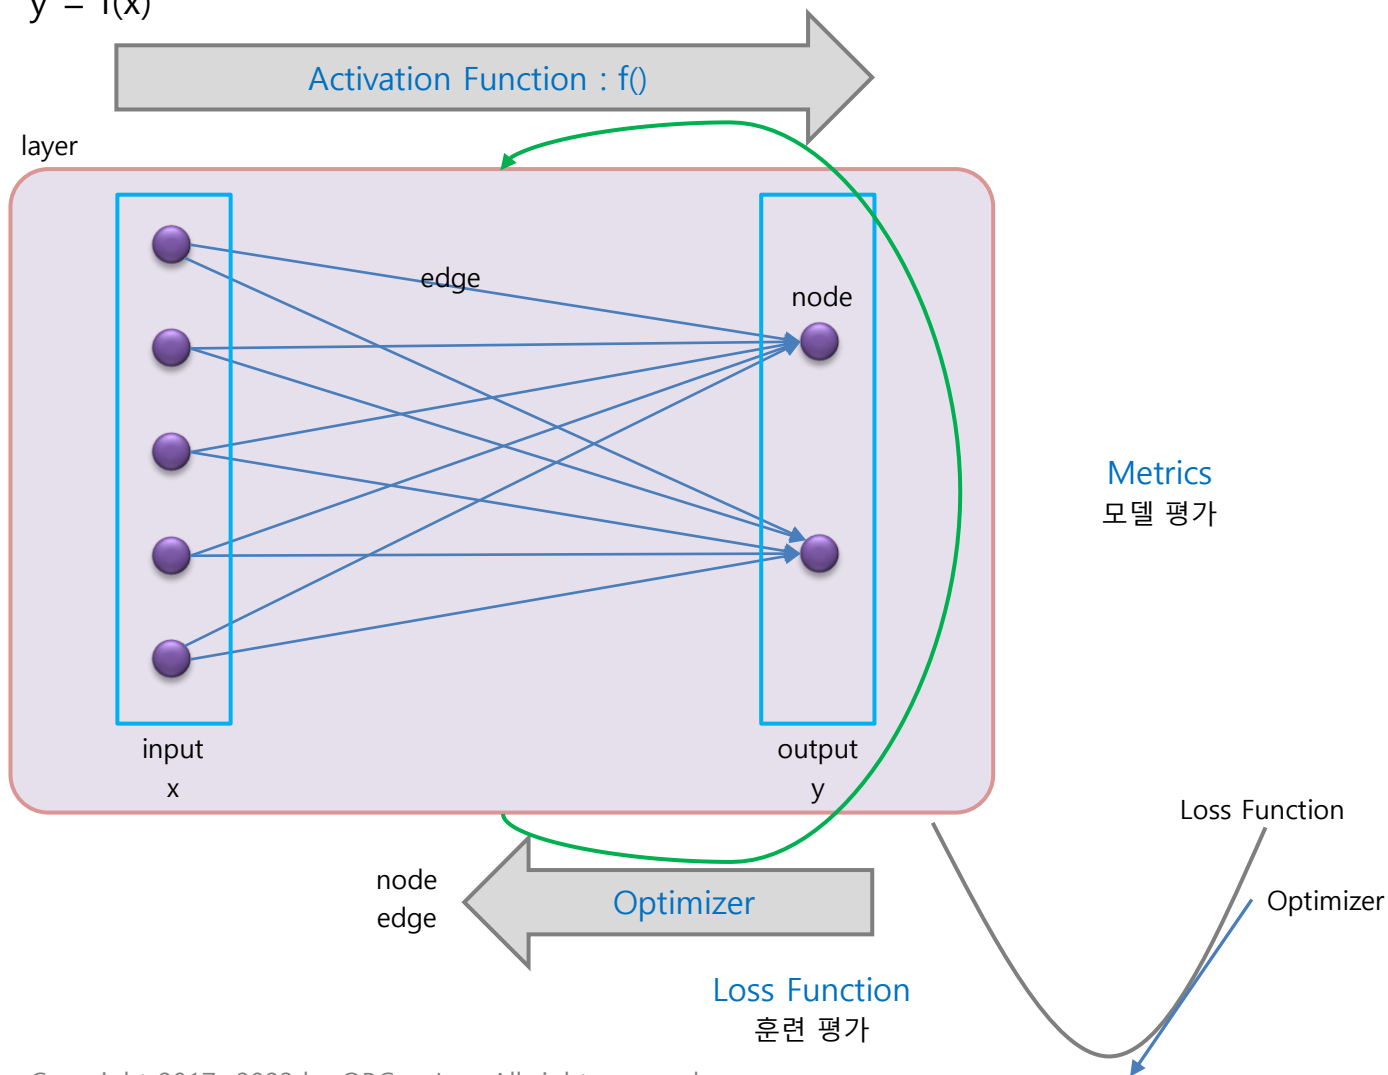 y = f(x)
Activation Function : f()
layer
edge
node
Metrics
모델 평가
input
x
output
y
Loss Function
node
edge
Optimizer
Optimizer
Loss Function
훈련 평가